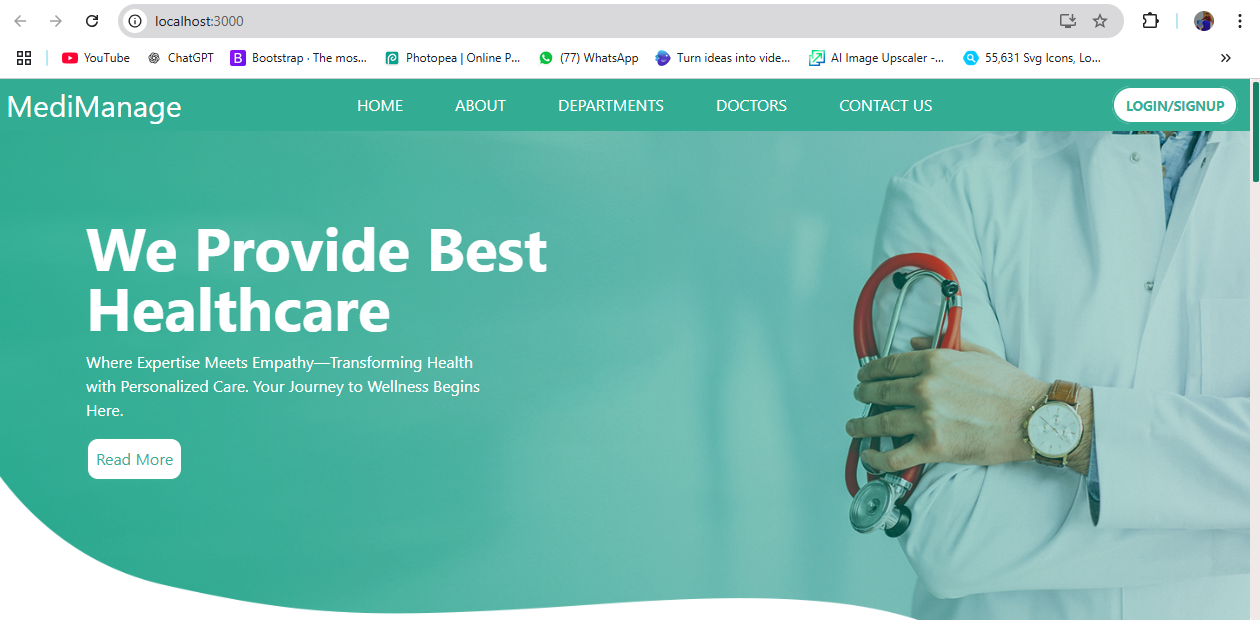 localhost:3000
YouTube
ChatGPT
Bootstrap · The mos...
Photopea | Online P...
(77) WhatsApp
Turn ideas into vide...
AI Image Upscaler -...
55,631 Svg Icons, Lo...
»
MediManage
HOME
ABOUT
DEPARTMENTS
DOCTORS
CONTACT US
LOGIN/SIGNUP
We Provide Best
Healthcare
Where Expertise Meets Empathy—Transforming Health
with Personalized Care. Your Journey to Wellness Begins
Here.
Read More